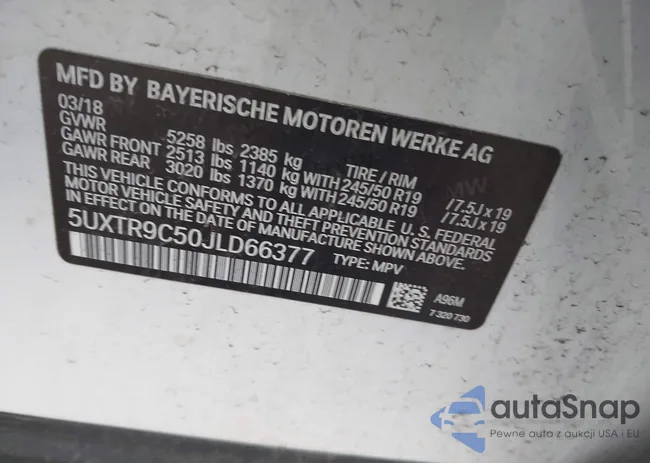 MFD BY BAYERISCHE MOTOREN WERKE AG
03/18
GVWR 5258 lbs 2385 kg TIRE / RIM
GAWR FRONT 2513 lbs 1140 kg WITH 245/50 R19 /7.5J x 19
GAWR REAR 3020 lbs 1370 kg WITH 245/50 R19 /7.5J x 19
THIS VEHICLE CONFORMS TO ALL APPLICABLE U.S. FEDERAL
MOTOR VEHICLE SAFETY AND THEFT PREVENTION STANDARDS
IN EFFECT ON THE DATE OF MANUFACTURE SHOWN ABOVE.
5UXTR9C50JLD66377 TYPE: MPV
A96M
7 320 730
autaSnap
Pewne auto z aukcji USA i EU